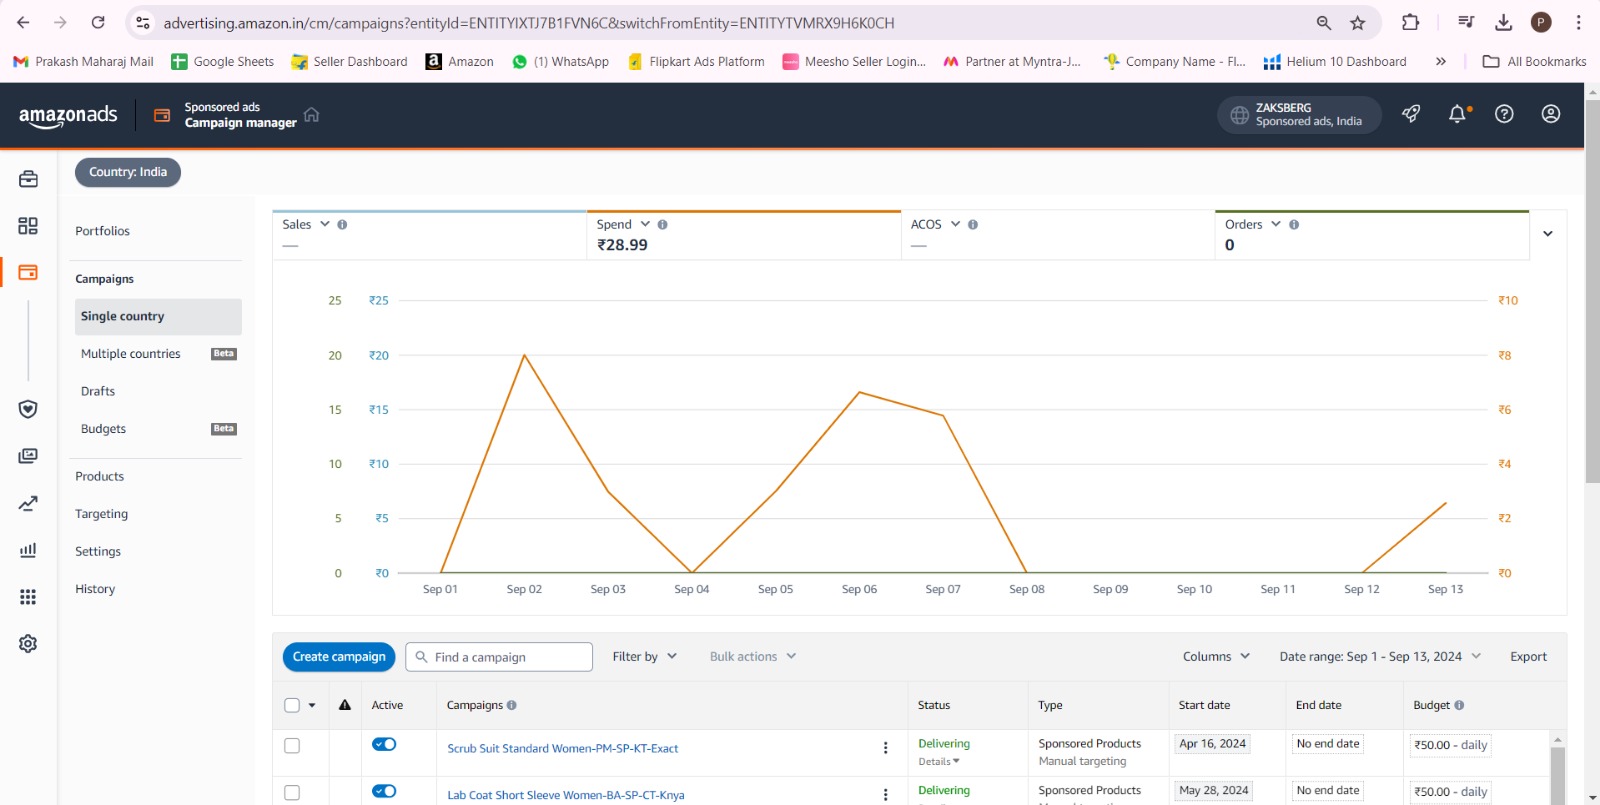 advertising.amazon.in/cm/campaigns?entityId=ENTITYIXTJ7B1FVN6C&switchFromEntity=ENTITYTVMRX9H6K0CH
P
Prakash Maharaj Mail
Google Sheets
Seller Dashboard
Amazon
(1) WhatsApp
Flipkart Ads Platform
Meesho Seller Login...
Partner at Myntra-J...
Company Name - Fl...
Helium 10 Dashboard
All Bookmarks
amazonads
Sponsored ads
Campaign manager
ZAKSBERG
Sponsored ads, India
Country: India
Portfolios
Campaigns
Single country
Multiple countries Beta
Drafts
Budgets Beta
Products
Targeting
Settings
History
Sales
—
Spend
₹28.99
ACOS
—
Orders
0
25 ₹25 ₹10
20 ₹20 ₹8
15 ₹15 ₹6
10 ₹10 ₹4
5 ₹5 ₹2
0 ₹0 ₹0
Sep 01 Sep 02 Sep 03 Sep 04 Sep 05 Sep 06 Sep 07 Sep 08 Sep 09 Sep 10 Sep 11 Sep 12 Sep 13
Create campaign Find a campaign Filter by Bulk actions Columns Date range: Sep 1 - Sep 13, 2024 Export
Active Campaigns Status Type Start date End date Budget
Scrub Suit Standard Women-PM-SP-KT-Exact Delivering Sponsored Products Apr 16, 2024 No end date ₹50.00 - daily
Details Manual targeting
Lab Coat Short Sleeve Women-BA-SP-CT-Knya Delivering Sponsored Products May 28, 2024 No end date ₹50.00 - daily